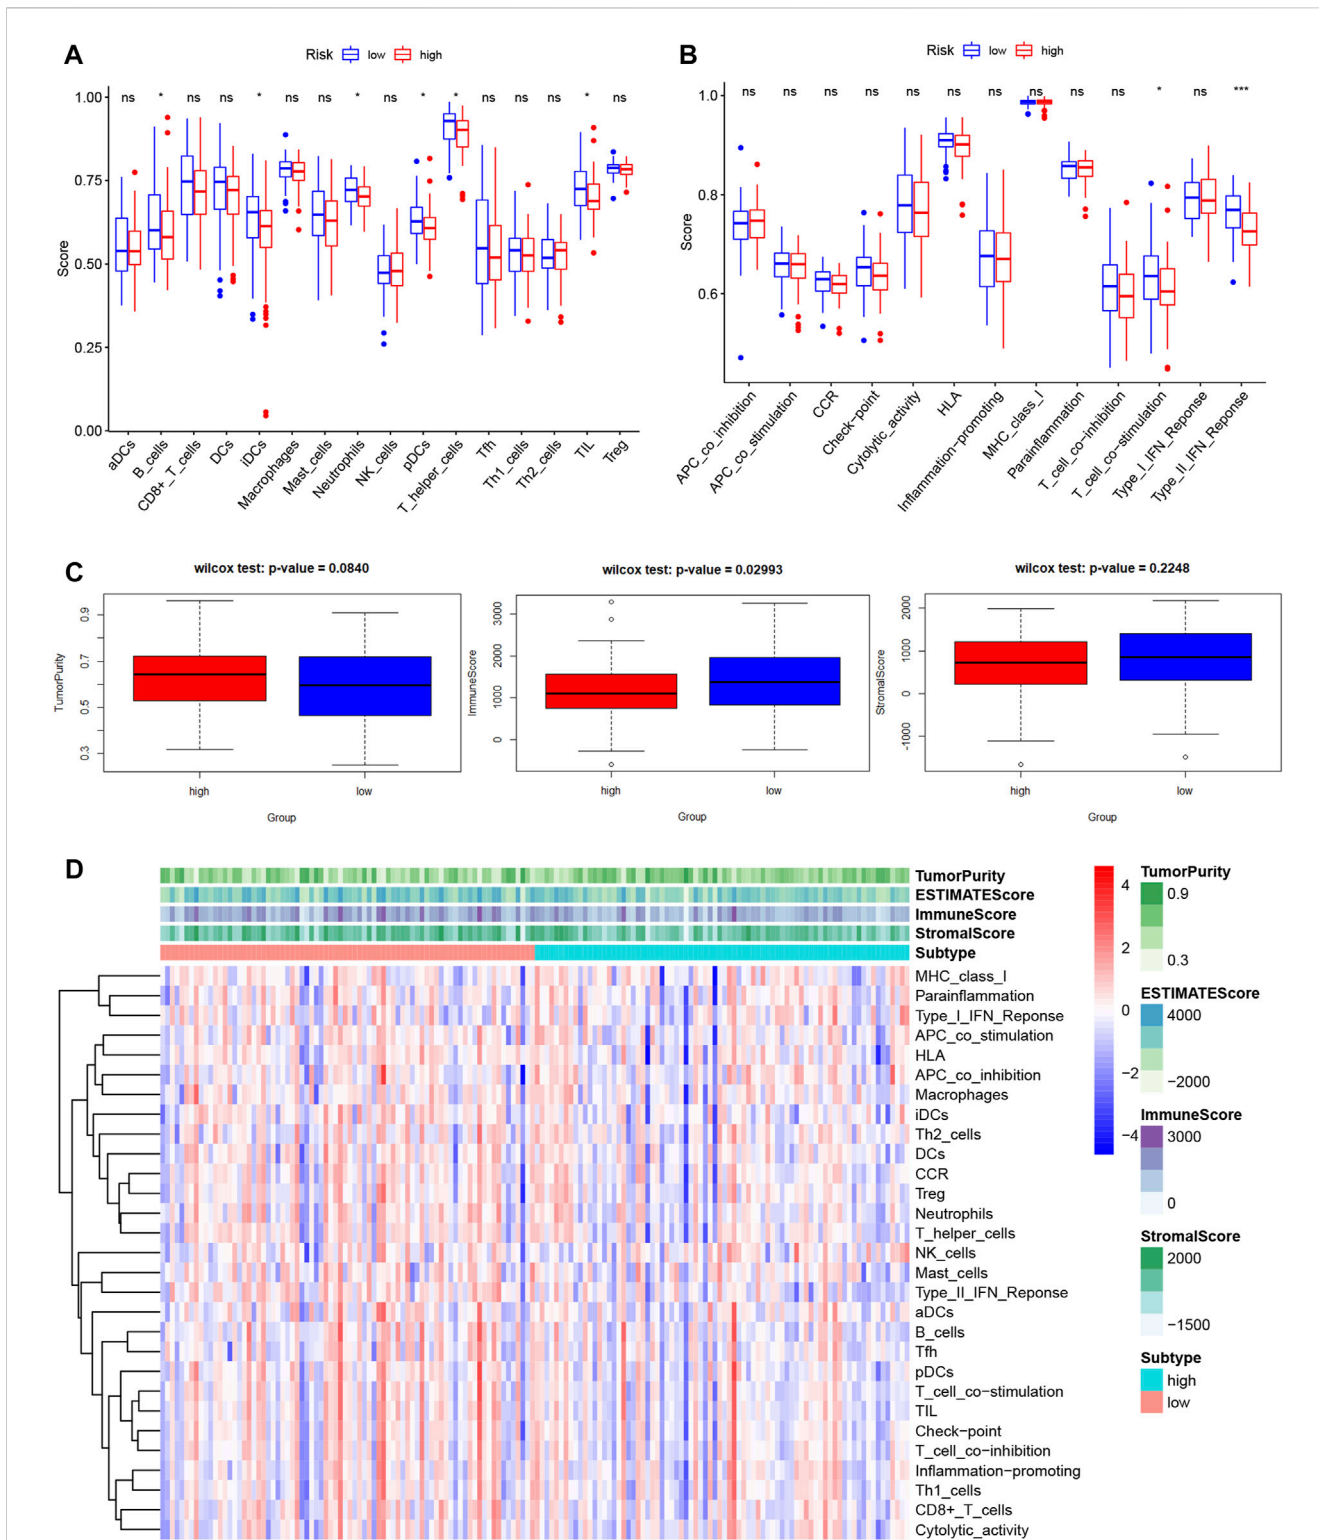 A
Risk low high
ns * ns ns * ns ns * ns * * ns ns ns * ns
1.00
0.75
0.50
0.25
0.00
Score
aDCs
B_cells
CD8+_T_cells
DCs
iDCs
Macrophages
Mast_cells
Neutrophils
NK_cells
pDCs
T_helper_cells
Tfh
Th1_cells
Th2_cells
TIL
Treg
B
Risk low high
ns ns ns ns ns ns ns ns ns ns * ns ***
1.0
0.8
0.6
Score
APC_co_inhibition
APC_co_stimulation
CCR
Check-point
Cytolytic_activity
HLA
Inflammation-promoting
MHC_class_I
Parainflammation
T_cell_co-inhibition
T_cell_co-stimulation
Type_I_IFN_Reponse
Type_II_IFN_Reponse
C
wilcox test: p-value = 0.0840
TumorPurity
0.9
0.7
0.5
0.3
high low
Group
wilcox test: p-value = 0.02993
ImmuneScore
3000
2000
1000
0
high low
Group
wilcox test: p-value = 0.2248
StromalScore
2000
1000
0
−1000
high low
Group
D
TumorPurity
ESTIMATEScore
ImmuneScore
StromalScore
Subtype
MHC_class_I
Parainflammation
Type_I_IFN_Reponse
APC_co_stimulation
HLA
APC_co_inhibition
Macrophages
iDCs
Th2_cells
DCs
CCR
Treg
Neutrophils
T_helper_cells
NK_cells
Mast_cells
Type_II_IFN_Reponse
aDCs
B_cells
Tfh
pDCs
T_cell_co−stimulation
TIL
Check−point
T_cell_co−inhibition
Inflammation−promoting
Th1_cells
CD8+_T_cells
Cytolytic_activity
4
2
0
−2
−4
TumorPurity
0.9
0.3
ESTIMATEScore
4000
−2000
ImmuneScore
3000
0
StromalScore
2000
−1500
Subtype
high
low